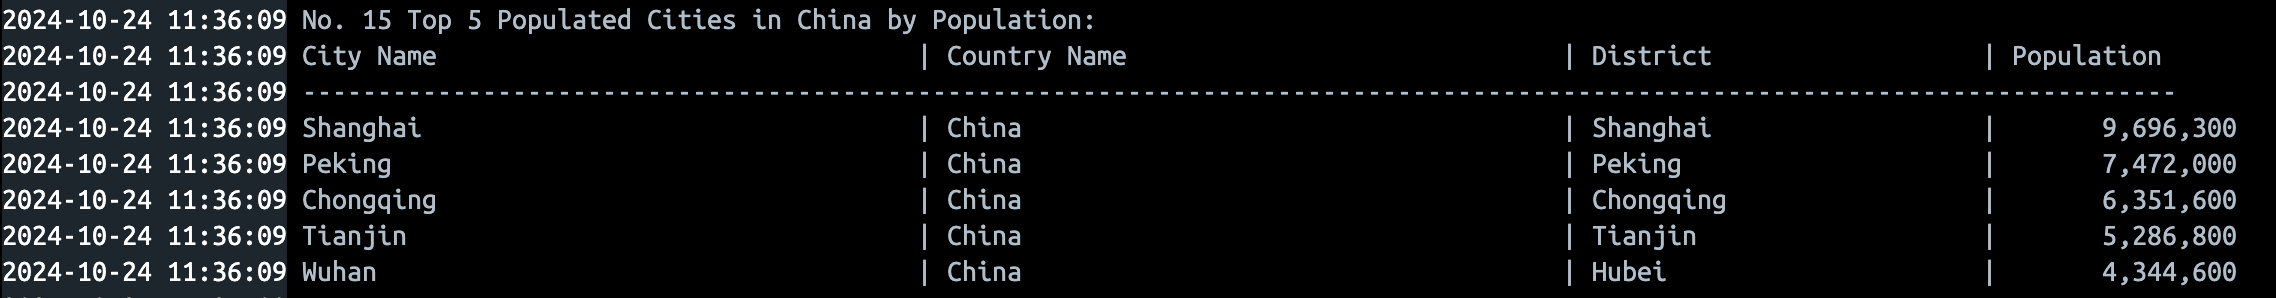 2024-10-24 11:36:09 No. 15 Top 5 Populated Cities in China by Population:
2024-10-24 11:36:09 City Name | Country Name | District | Population
2024-10-24 11:36:09 -----------------------------------------------------------------------------------------------------------------------------
2024-10-24 11:36:09 Shanghai | China | Shanghai | 9,696,300
2024-10-24 11:36:09 Peking | China | Peking | 7,472,000
2024-10-24 11:36:09 Chongqing | China | Chongqing | 6,351,600
2024-10-24 11:36:09 Tianjin | China | Tianjin | 5,286,800
2024-10-24 11:36:09 Wuhan | China | Hubei | 4,344,600